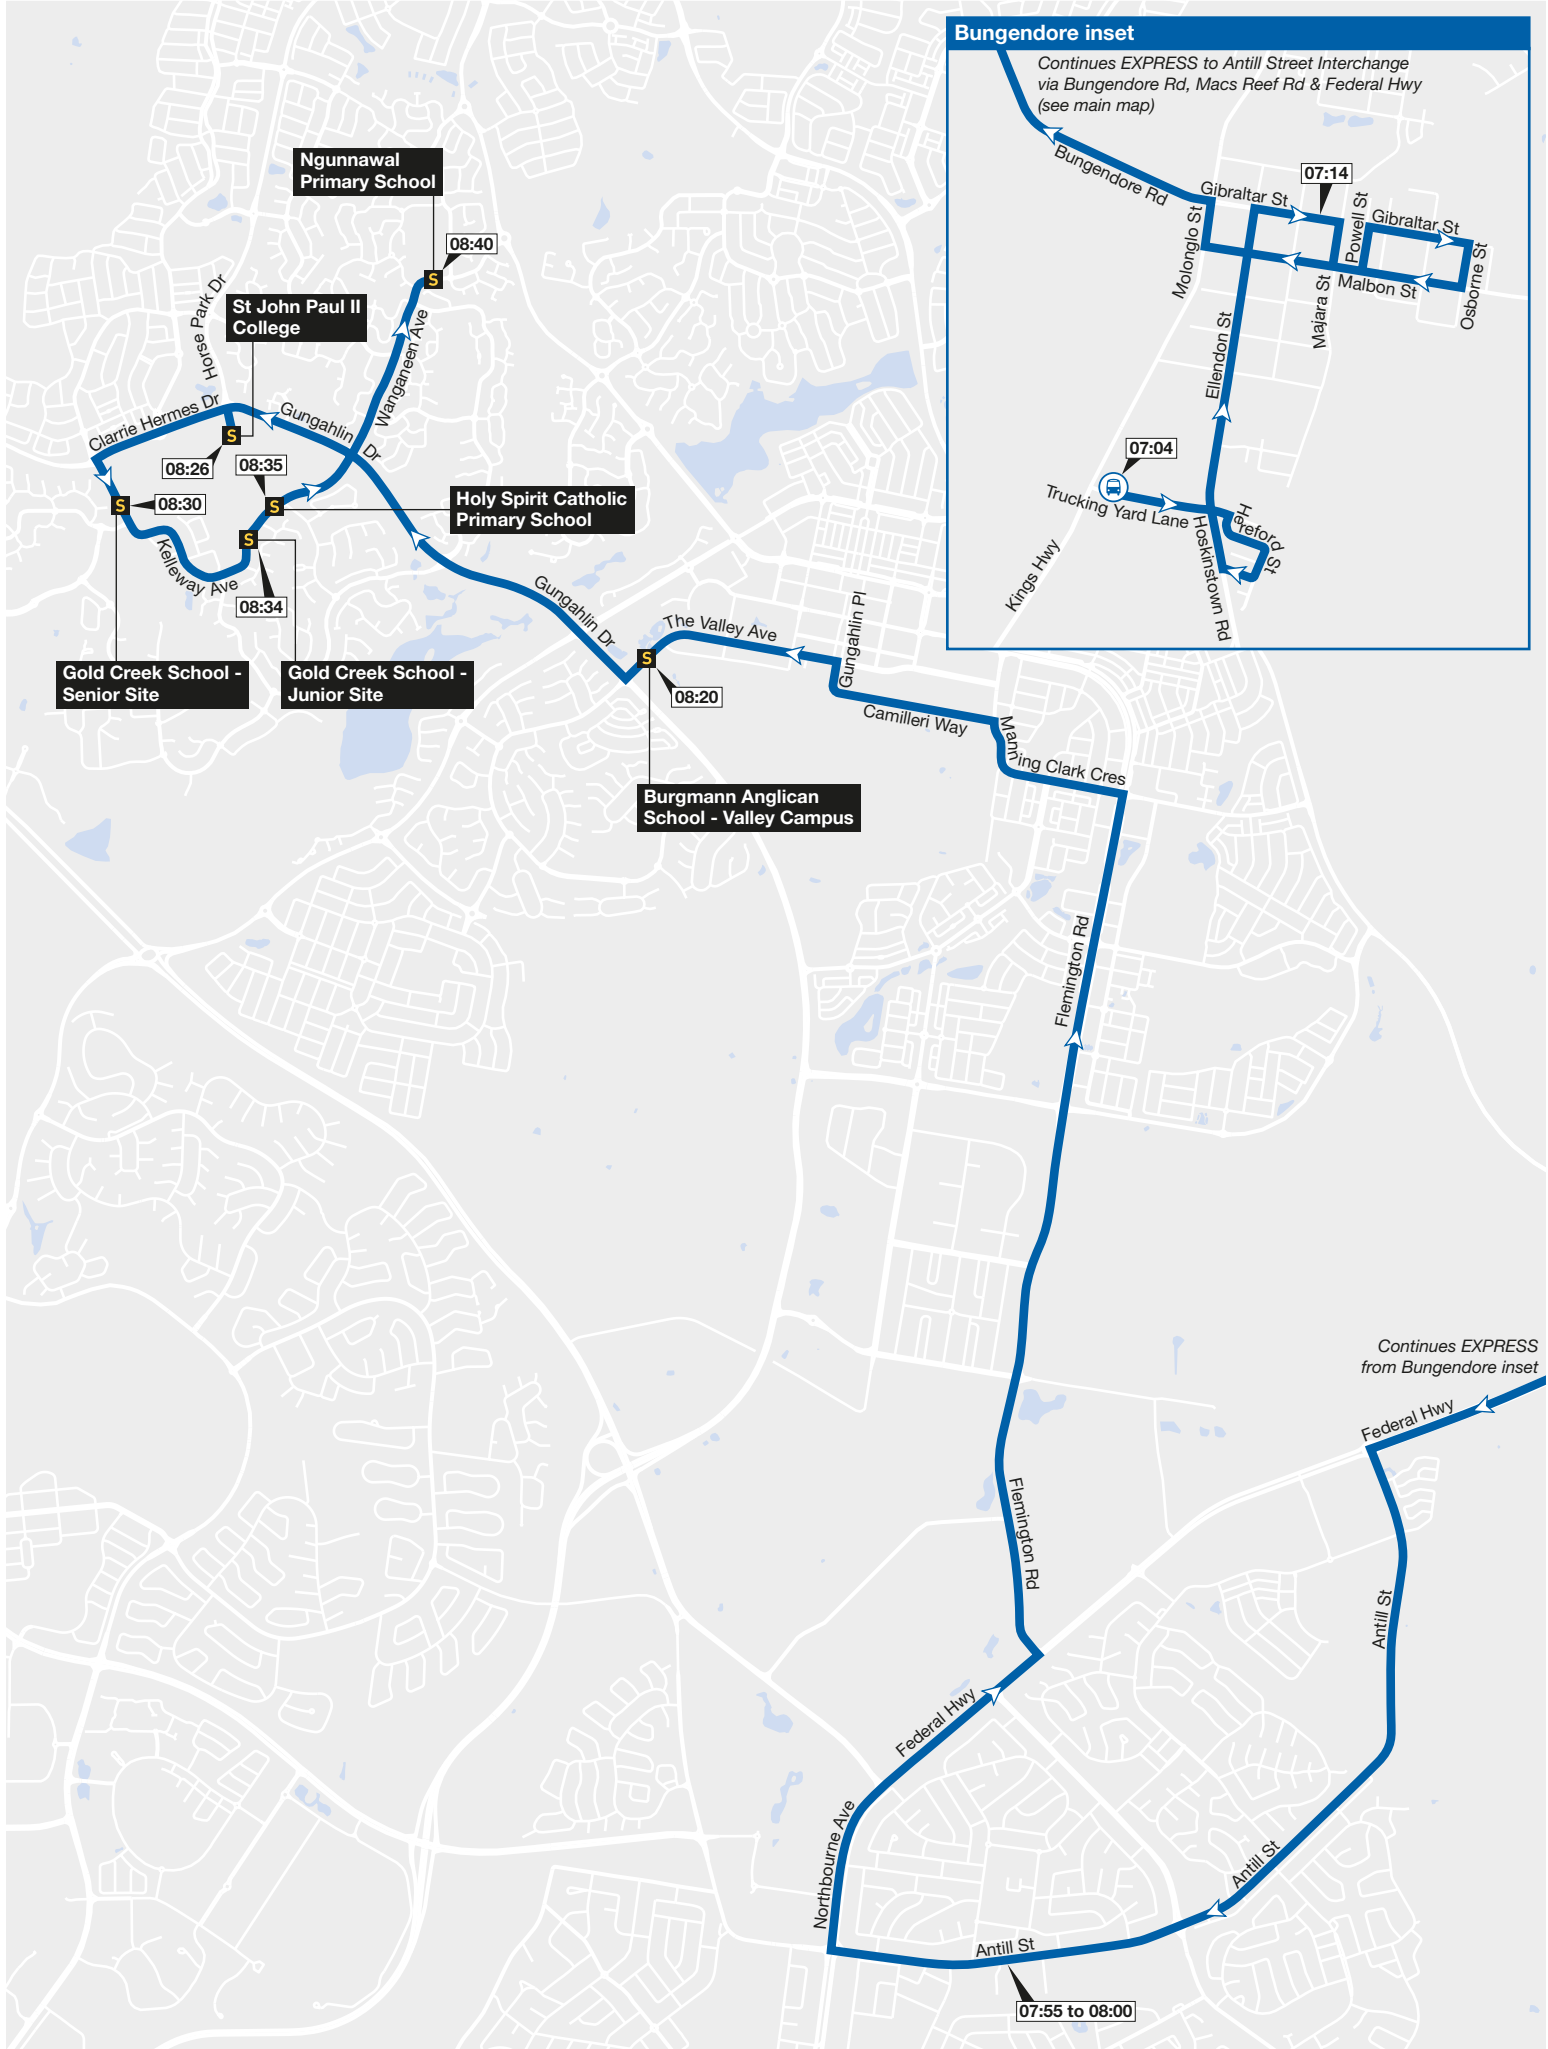 Bungendore inset
Continues EXPRESS to Antill Street Interchange
via Bungendore Rd, Macs Reef Rd & Federal Hwy
(see main map)
Bungendore Rd
Gibraltar St
07:14
Powell St
Gibraltar St
Molonglo St
Majara St
Malbon St
Osborne St
Ellendon St
07:04
Trucking Yard Lane
Hereford St
Hoskinstown Rd
Kings Hwy
Ngunnawal
Primary School
08:40
Horse Park Dr
St John Paul II
College
Wanganeen Ave
Clarrie Hermes Dr
Gungahlin Dr
S
S
S
S
S
S
08:26
08:35
08:30
Holy Spirit Catholic
Primary School
Kelleway Ave
08:34
Gold Creek School -
Senior Site
Gold Creek School -
Junior Site
Gungahlin Dr
The Valley Ave
Gungahlin Pl
08:20
Camilleri Way
Manning Clark Cres
Burgmann Anglican
School - Valley Campus
Flemington Rd
Continues EXPRESS
from Bungendore inset
Federal Hwy
Flemington Rd
Antill St
Federal Hwy
Northbourne Ave
Antill St
Antill St
07:55 to 08:00